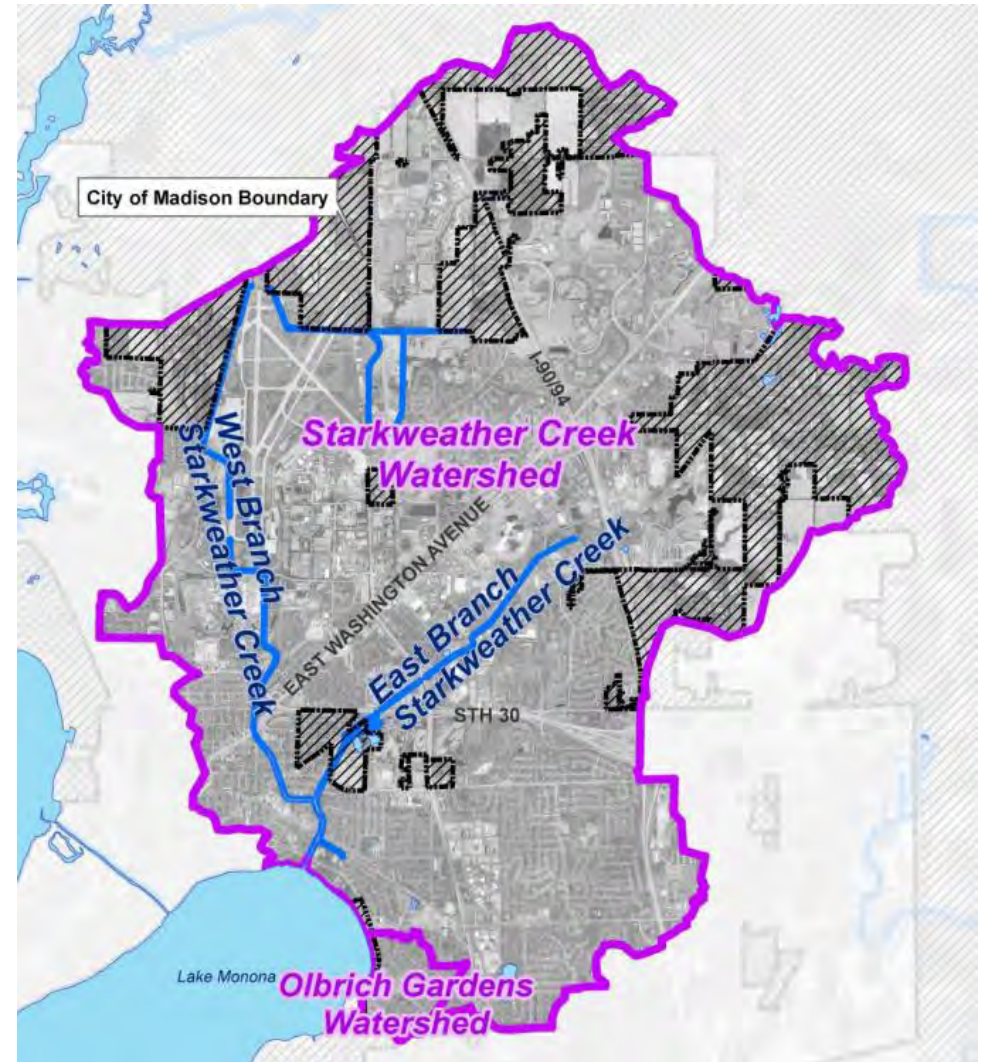 City of Madison Boundary
I-90/94
Starkweather Creek
Watershed
West Branch
Starkweather Creek
EAST WASHINGTON AVENUE
East Branch
Starkweather Creek
STH 30
Lake Monona
Olbrich Gardens
Watershed